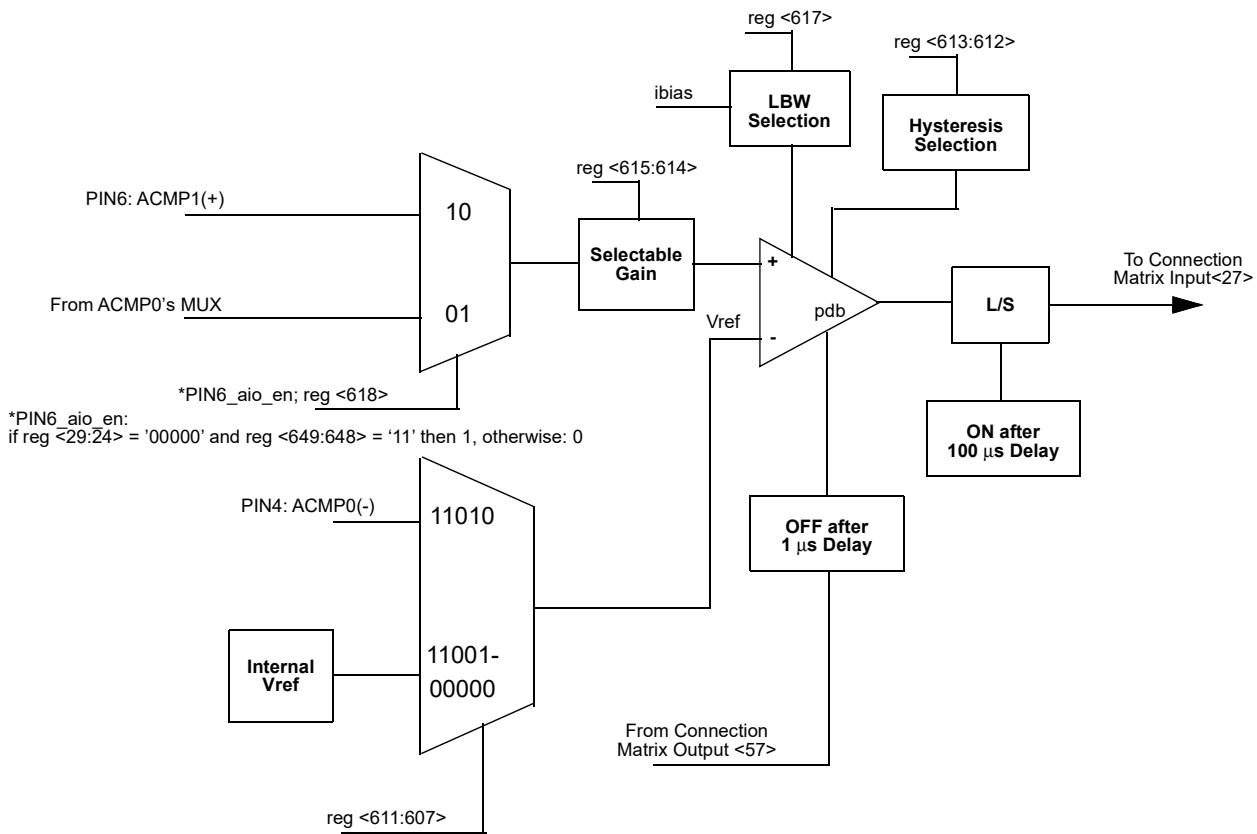 reg <617>
reg <613:612>
ibias
LBW
Selection
Hysteresis
Selection
reg <615:614>
PIN6: ACMP1(+)
10
Selectable
Gain
+
To Connection
Matrix Input<27>
From ACMP0's MUX
01
Vref
pdb
-
L/S
*PIN6_aio_en; reg <618>
*PIN6_aio_en:
if reg <29:24> = '00000' and reg <649:648> = '11' then 1, otherwise: 0
ON after
100 μs Delay
PIN4: ACMP0(-)
11010
OFF after
1 μs Delay
Internal
Vref
11001-
00000
From Connection
Matrix Output <57>
reg <611:607>